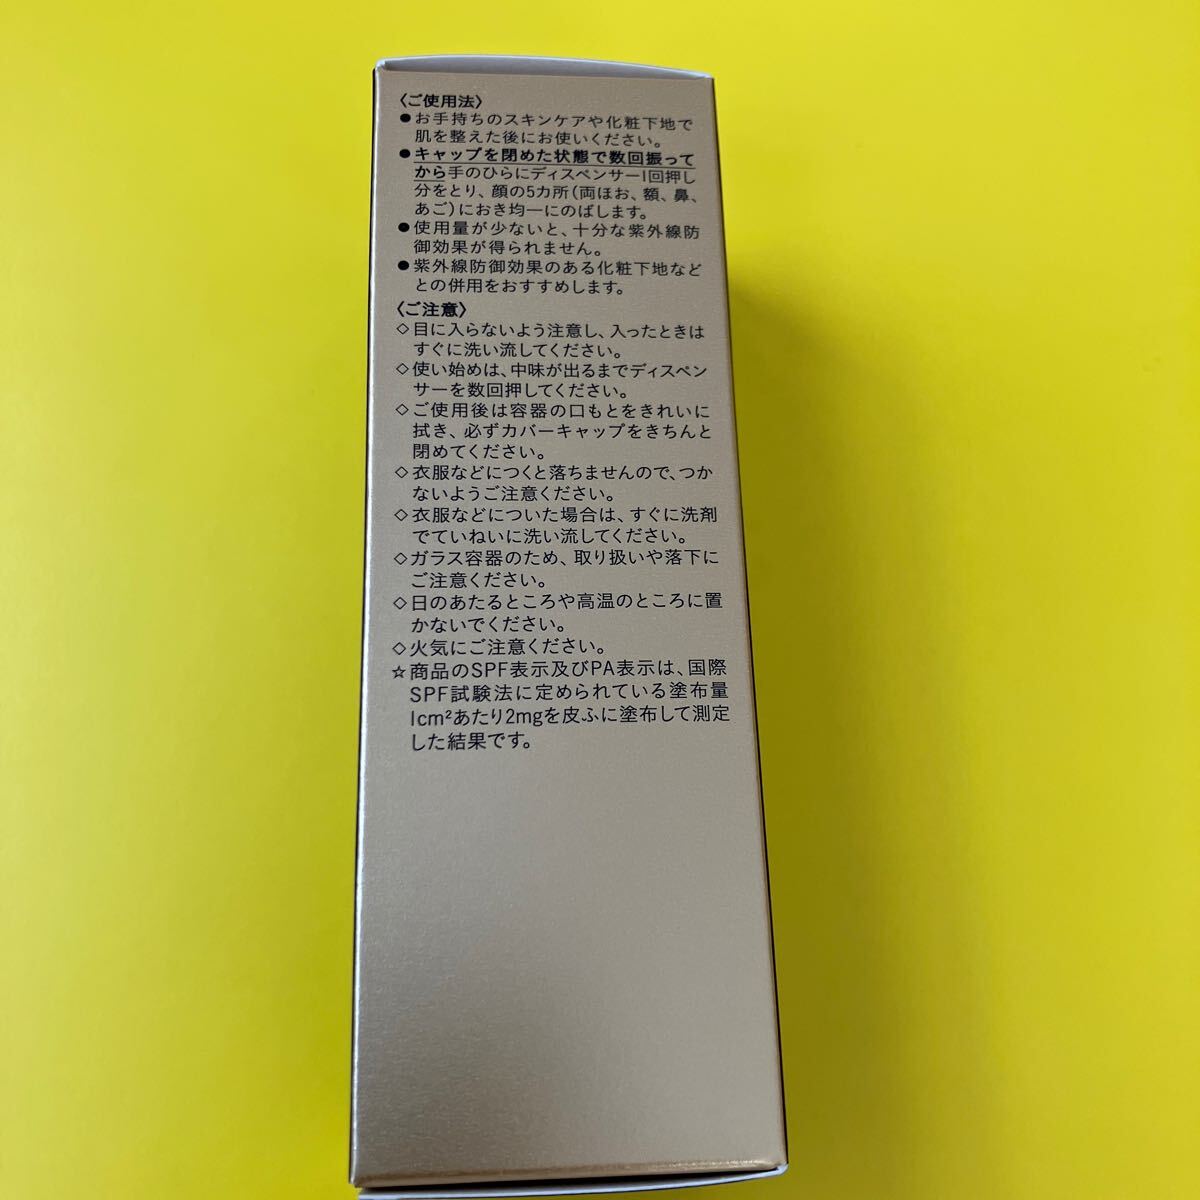 〈ご使用法〉
●お手持ちのスキンケアや化粧下地で
肌を整えた後にお使いください。
●キャップを閉めた状態で数回振って
から手のひらにディスペンサー1回押し
分をとり、顔の5カ所(両ほお、額、鼻、
あご)におき均一にのばします。
●使用量が少ないと、十分な紫外線防
御効果が得られません。
●紫外線防御効果のある化粧下地など
との併用をおすすめします。
〈ご注意〉
◇目に入らないよう注意し、入ったときは
すぐに洗い流してください。
◇使い始めは、中味が出るまでディスペン
サーを数回押してください。
◇ご使用後は容器の口もとをきれいに
拭き、必ずカバーキャップをきちんと
閉めてください。
◇衣服などにつくと落ちませんので、つか
ないようご注意ください。
◇衣服などについた場合は、すぐに洗剤
でていねいに洗い流してください。
◇ガラス容器のため、取り扱いや落下に
ご注意ください。
◇日のあたるところや高温のところに置
かないでください。
◇火気にご注意ください。
☆商品のSPF表示及びPA表示は、国際
SPF試験法に定められている塗布量
1cm²あたり2mgを皮ふに塗布して測定
した結果です。